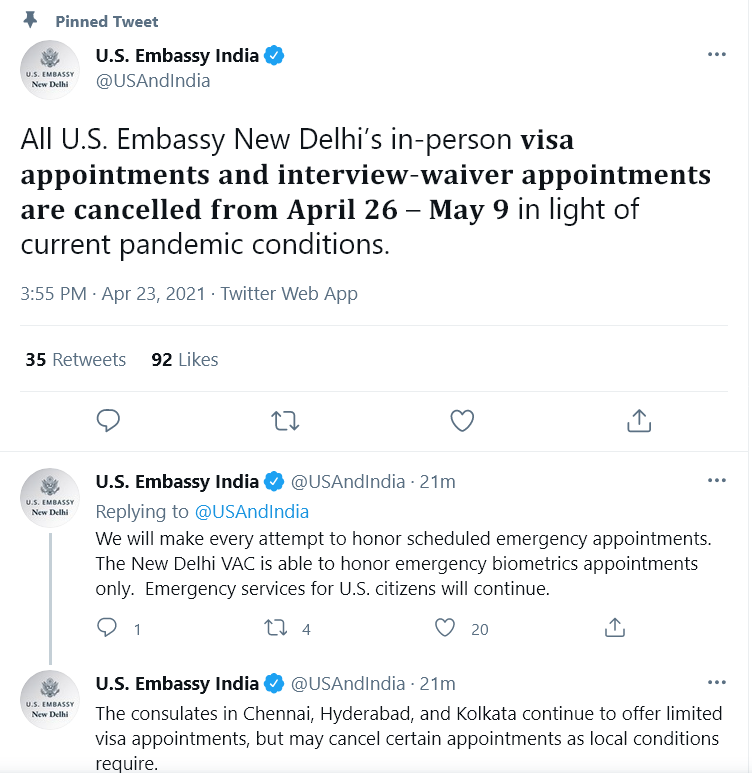 Pinned Tweet
U.S. Embassy India
@USAndIndia
U.S. EMBASSY
New Delhi
All U.S. Embassy New Delhi’s in-person visa
appointments and interview-waiver appointments
are cancelled from April 26 – May 9 in light of
current pandemic conditions.
3:55 PM · Apr 23, 2021 · Twitter Web App
35 Retweets 92 Likes
U.S. Embassy India @USAndIndia · 21m
U.S. EMBASSY
New Delhi
Replying to @USAndIndia
We will make every attempt to honor scheduled emergency appointments.
The New Delhi VAC is able to honor emergency biometrics appointments
only.  Emergency services for U.S. citizens will continue.
1 4 20
U.S. Embassy India @USAndIndia · 21m
U.S. EMBASSY
New Delhi
The consulates in Chennai, Hyderabad, and Kolkata continue to offer limited
visa appointments, but may cancel certain appointments as local conditions
require.